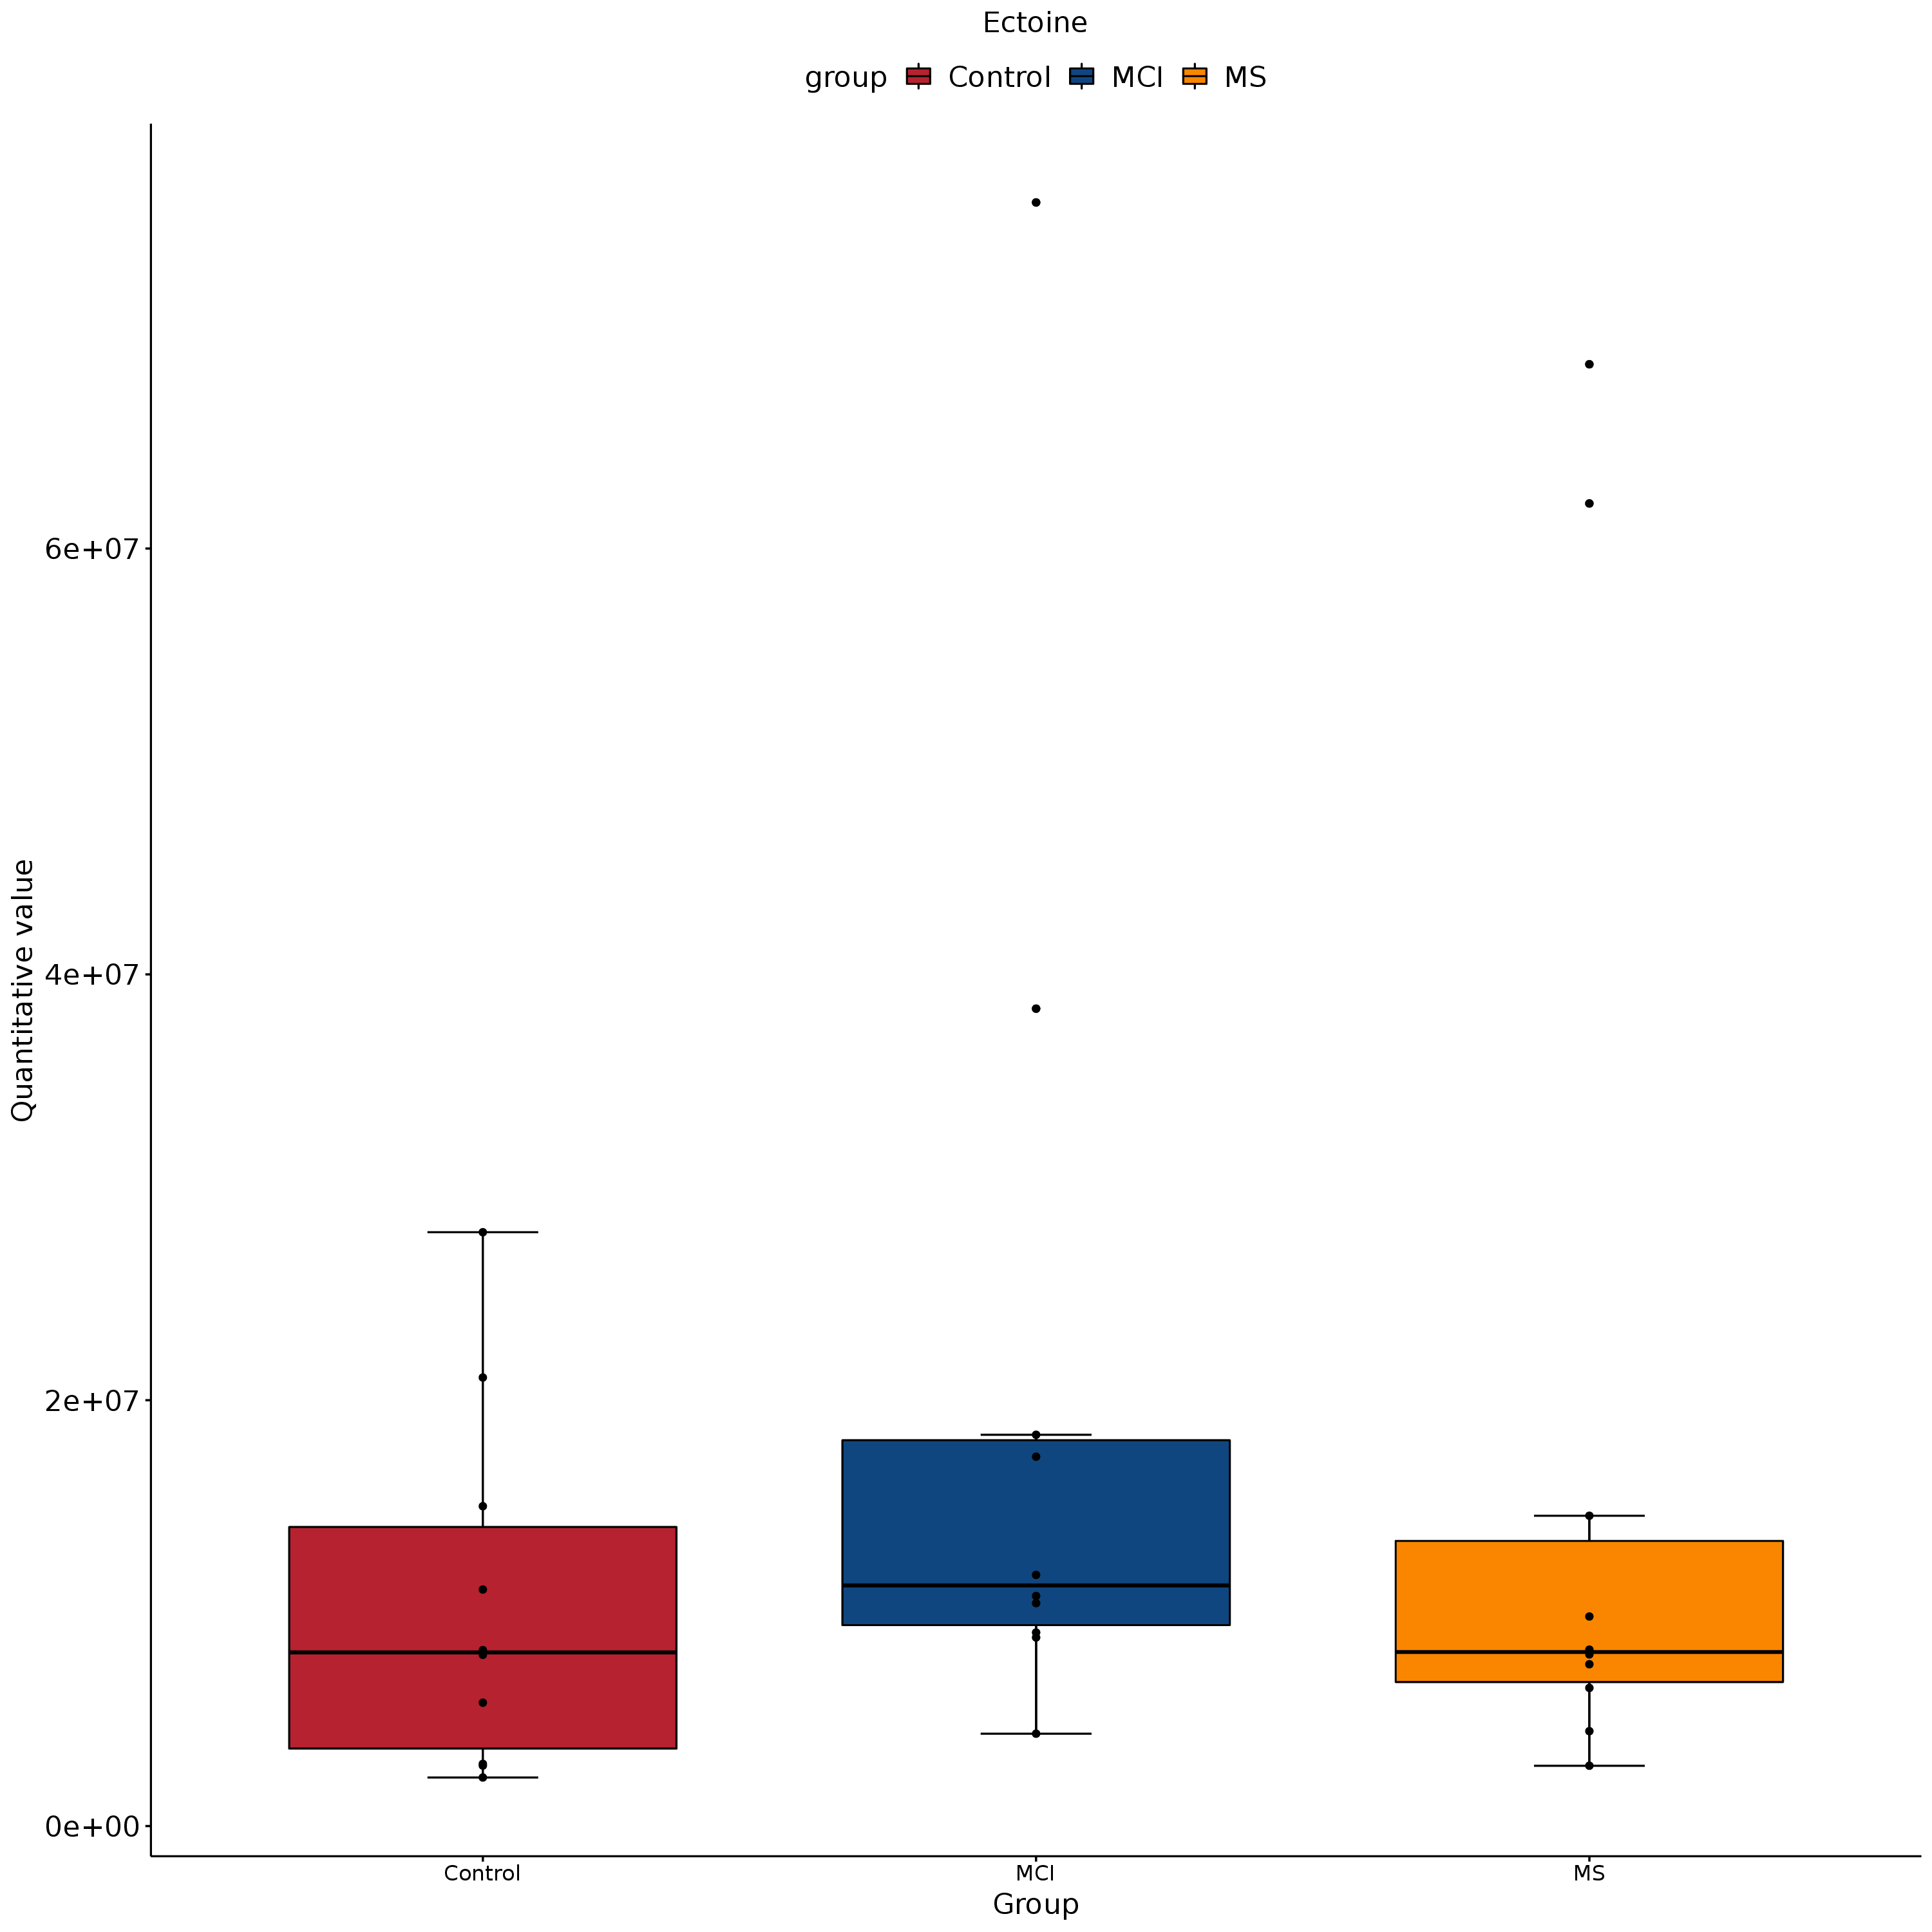 Ectoine
group Control MCI MS
Quantitative value
6e+07
4e+07
2e+07
0e+00
Control MCI MS
Group